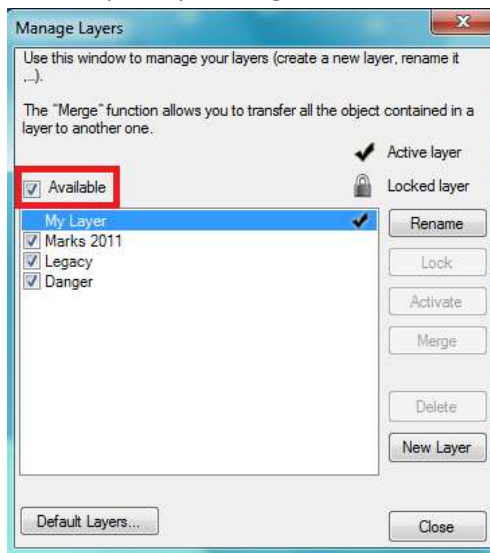 Manage Layers
Use this window to manage your layers (create a new layer, rename it
,...).
The "Merge" function allows you to transfer all the object contained in a
layer to another one.
Active layer
Available
Locked layer
My Layer
Rename
Marks 2011
Legacy
Lock
Danger
Activate
Merge
Delete
New Layer
Default Layers...
Close